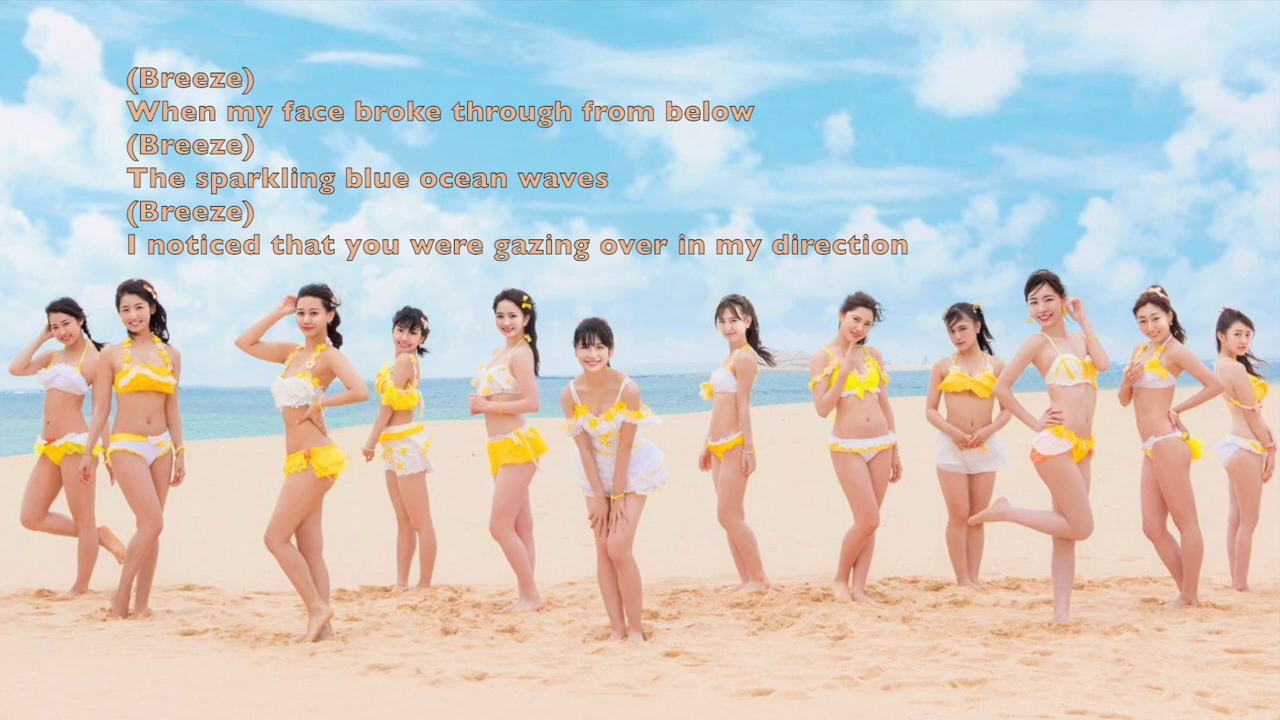 (Breeze)
When my face broke through from below
(Breeze)
The sparkling blue ocean waves
(Breeze)
I noticed that you were gazing over in my direction